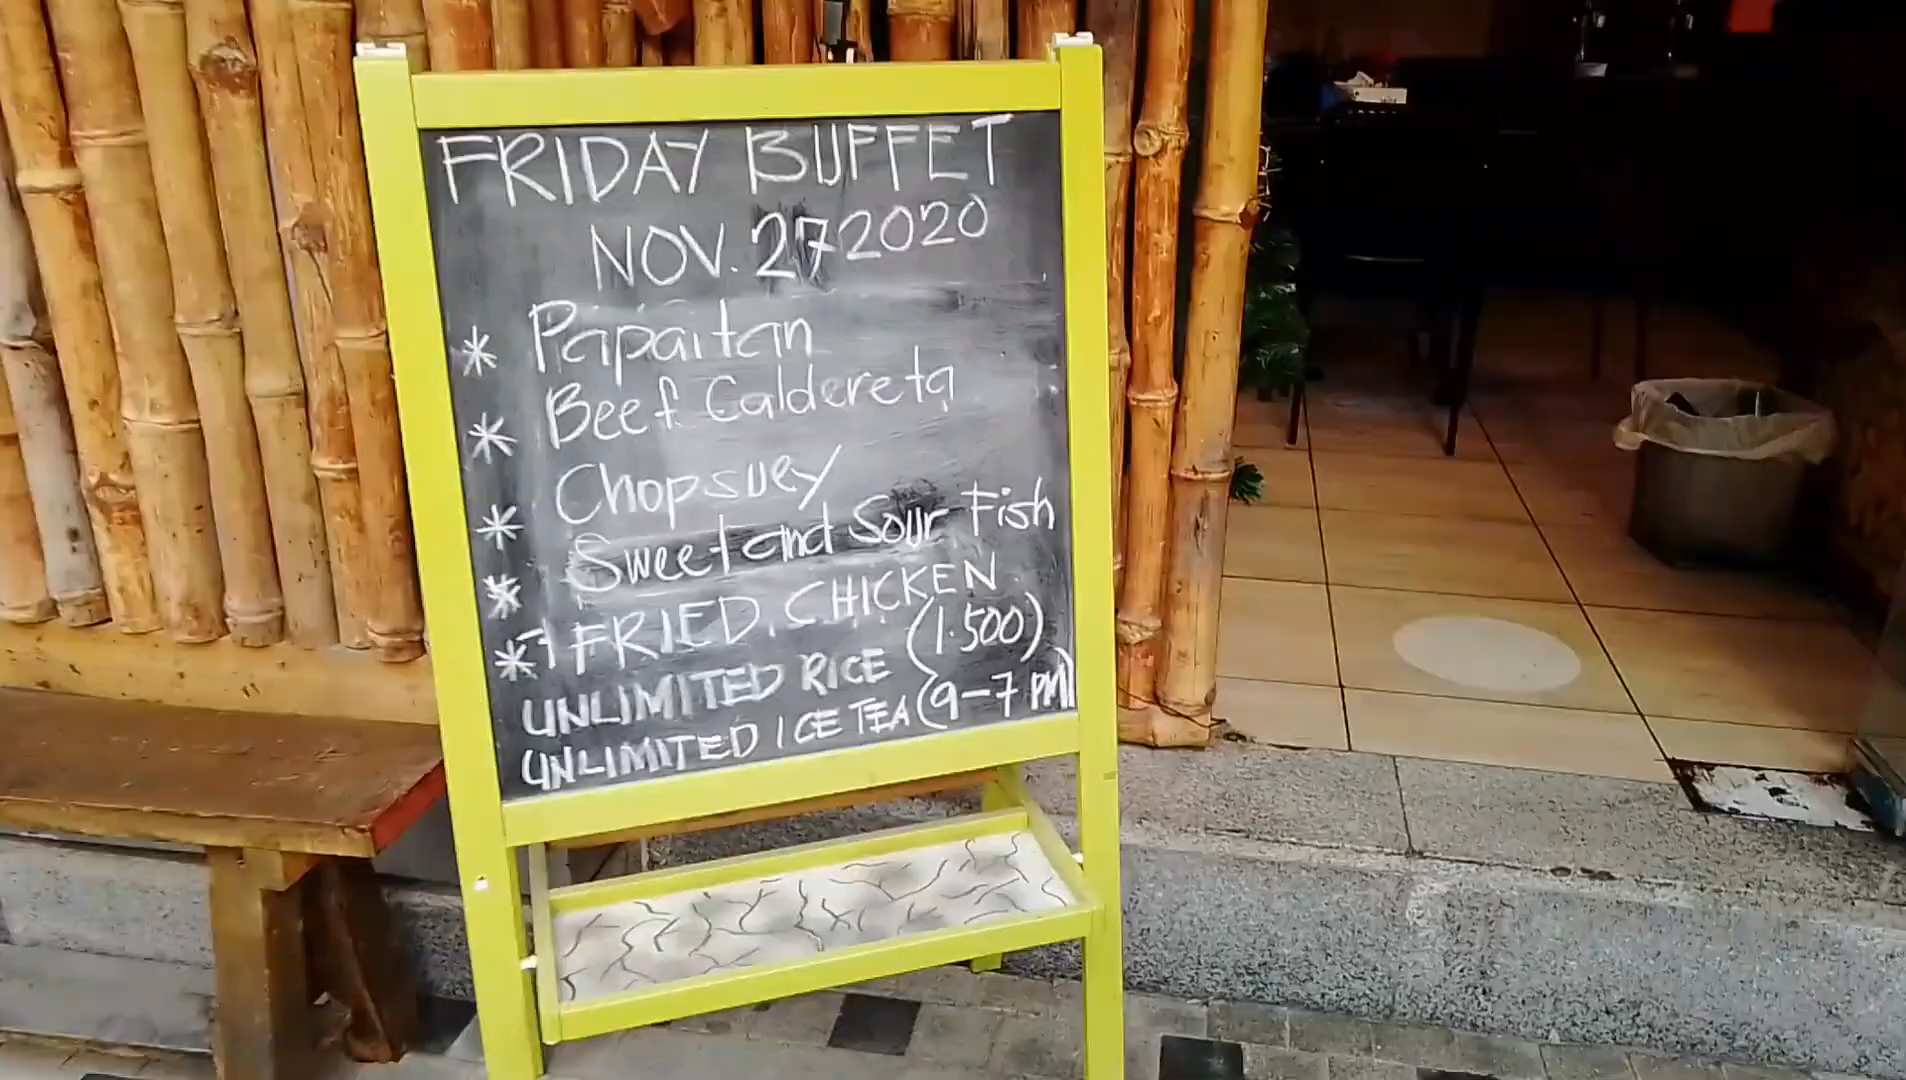 FRIDAY BUFFET
NOV. 27 2020
* Papaitan
* Beef Caldereta
* Chopsuey
* Sweet and Sour Fish
* FRIED CHICKEN
UNLIMITED RICE (1.500)
UNLIMITED ICE TEA (9-7 PM)